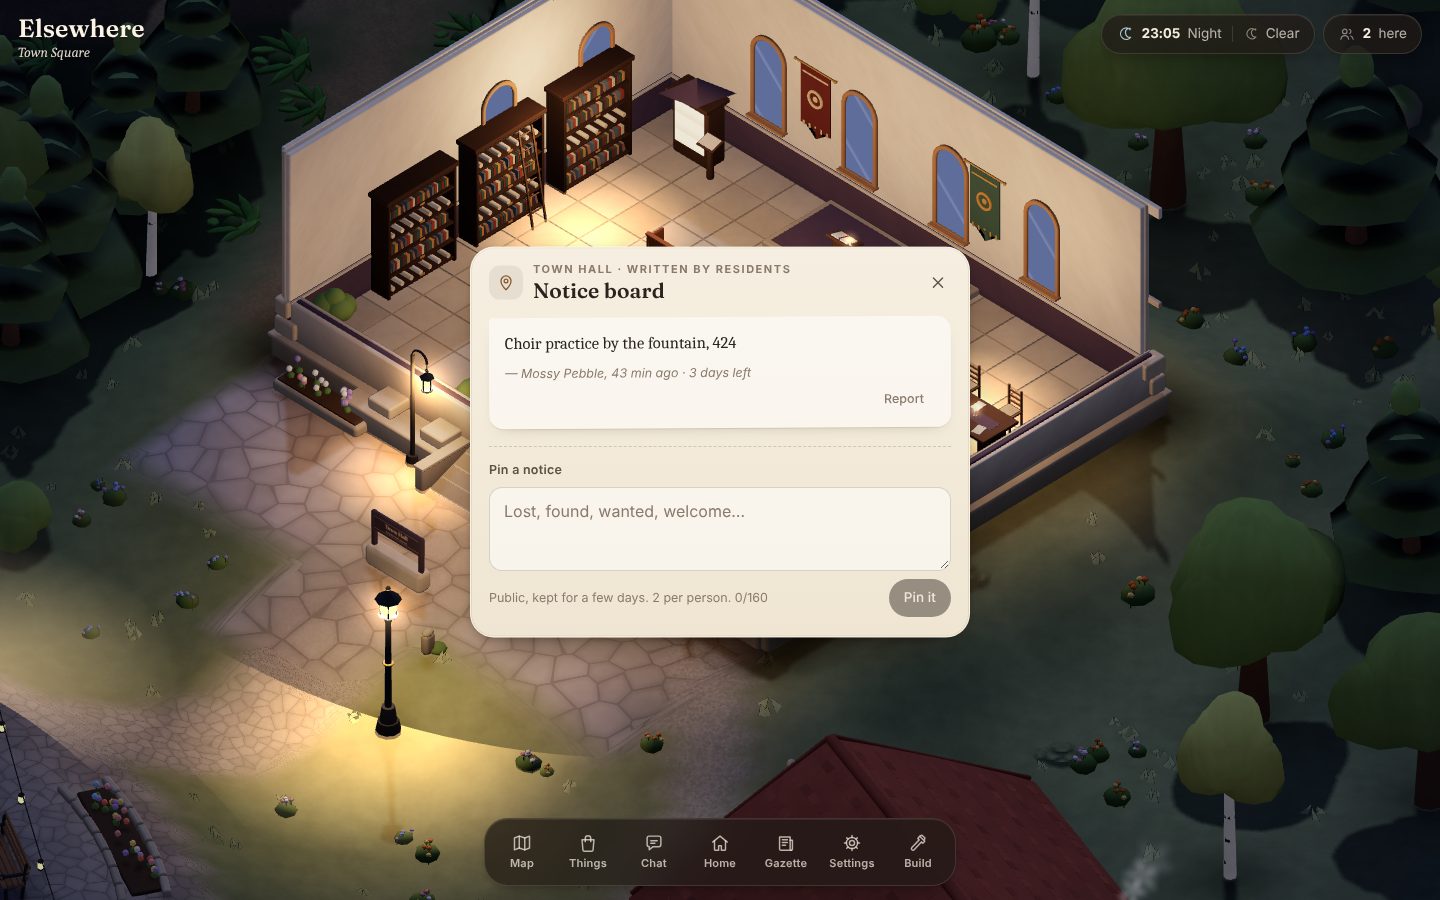 Elsewhere
Town Square
23:05 Night
Clear
2 here
TOWN HALL · WRITTEN BY RESIDENTS
Notice board
Choir practice by the fountain, 424
— Mossy Pebble, 43 min ago · 3 days left
Report
Pin a notice
Lost, found, wanted, welcome...
Public, kept for a few days. 2 per person. 0/160
Pin it
Town Hall
Map
Things
Chat
Home
Gazette
Settings
Build